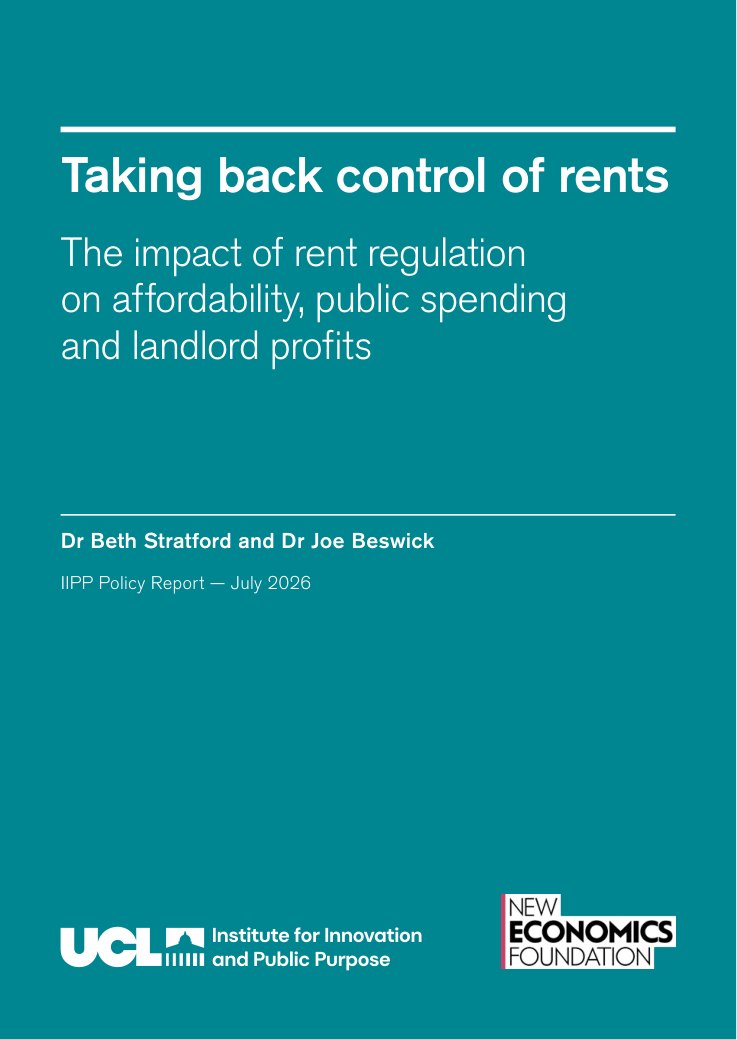 Taking back control of rents
The impact of rent regulation
on affordability, public spending
and landlord profits
Dr Beth Stratford and Dr Joe Beswick
IIPP Policy Report — July 2026
UCL
Institute for Innovation
and Public Purpose
NEW
ECONOMICS
FOUNDATION